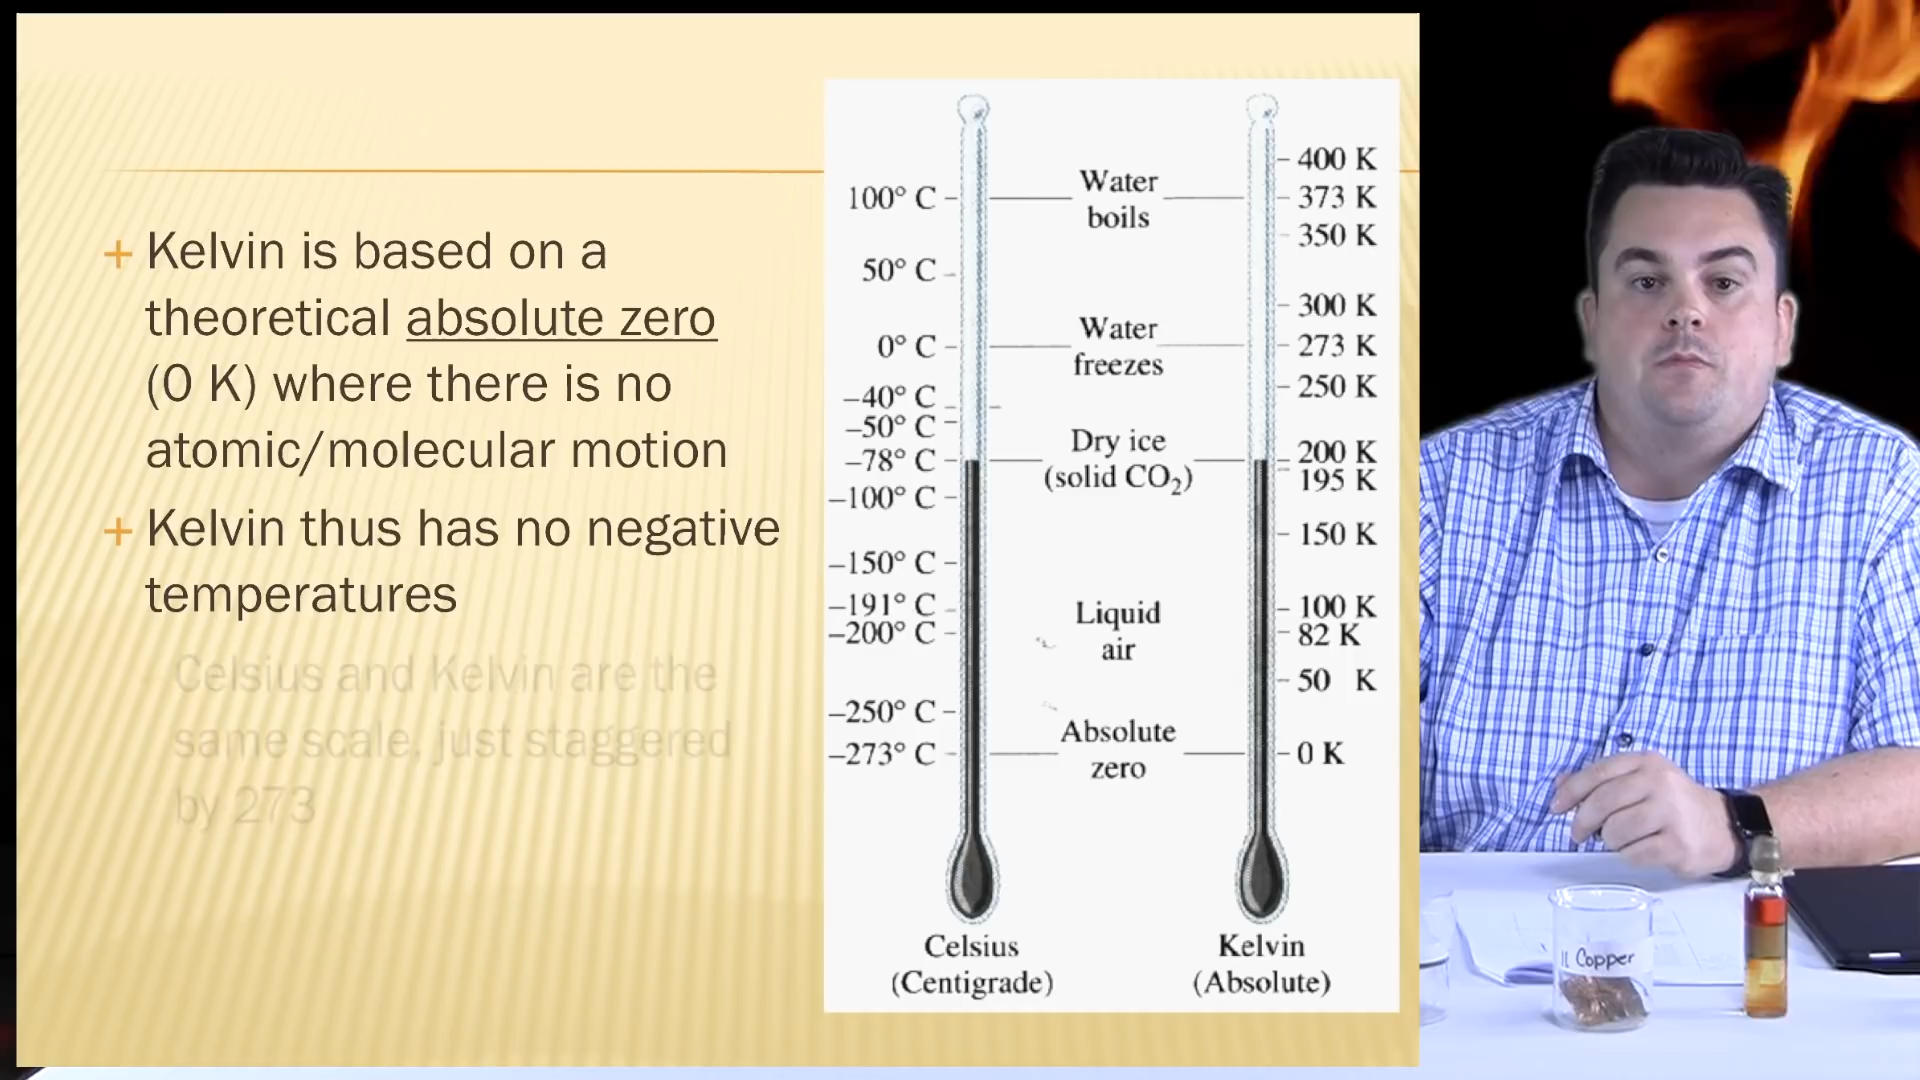 + Kelvin is based on a
theoretical absolute zero
(0 K) where there is no
atomic/molecular motion
+ Kelvin thus has no negative
temperatures
Celsius and Kelvin are the
same scale, just staggered
by 273
100° C
50° C
0° C
–40° C
–50° C
–78° C
–100° C
–150° C
–191° C
–200° C
–250° C
–273° C
Water
boils
Water
freezes
Dry ice
(solid CO₂)
Liquid
air
Absolute
zero
400 K
373 K
350 K
300 K
273 K
250 K
200 K
195 K
150 K
100 K
82 K
50 K
0 K
Celsius
(Centigrade)
Kelvin
(Absolute)
Copper